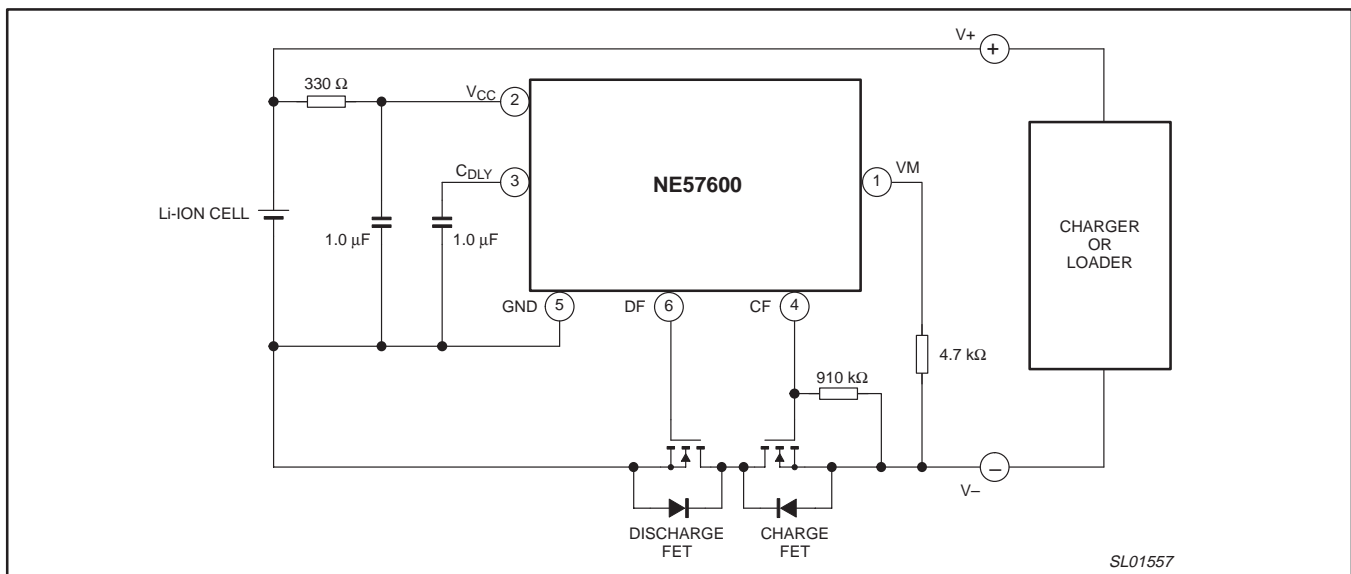 V+
+
330 Ω
VCC
2
CDLY
3
NE57600
1
VM
Li-ION CELL
1.0 μF
1.0 μF
CHARGER
OR
LOADER
GND
5
DF
6
CF
4
4.7 kΩ
910 kΩ
–
V–
DISCHARGE
FET
CHARGE
FET
SL01557